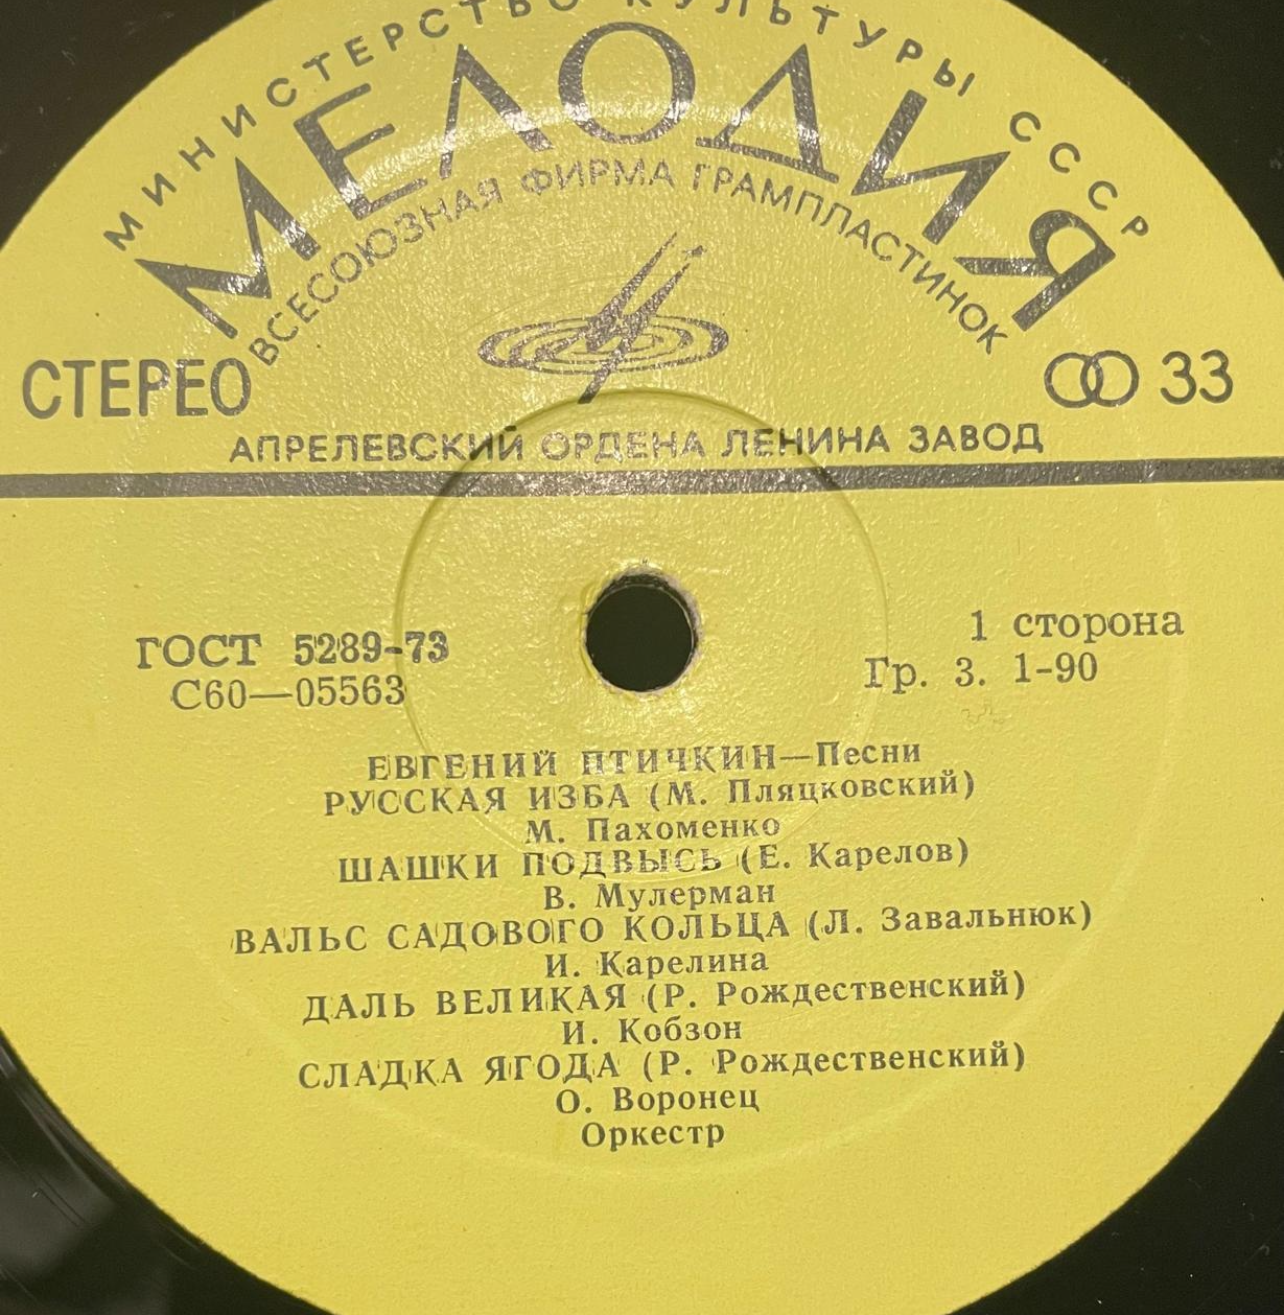 МИНИСТЕРСТВО КУЛЬТУРЫ СССР
МЕЛОДИЯ
ВСЕСОЮЗНАЯ ФИРМА ГРАМПЛАСТИНОК
СТЕРЕО
33
АПРЕЛЕВСКИЙ ОРДЕНА ЛЕНИНА ЗАВОД
ГОСТ 5289-73
С60—05563
1 сторона
Гр. 3. 1-90
ЕВГЕНИЙ ПТИЧКИН—Песни
РУССКАЯ ИЗБА (М. Пляцковский)
М. Пахоменко
ШАШКИ ПОДВЫСЬ (Е. Карелов)
В. Мулерман
ВАЛЬС САДОВОГО КОЛЬЦА (Л. Завальнюк)
И. Карелина
ДАЛЬ ВЕЛИКАЯ (Р. Рождественский)
И. Кобзон
СЛАДКА ЯГОДА (Р. Рождественский)
О. Воронец
Оркестр